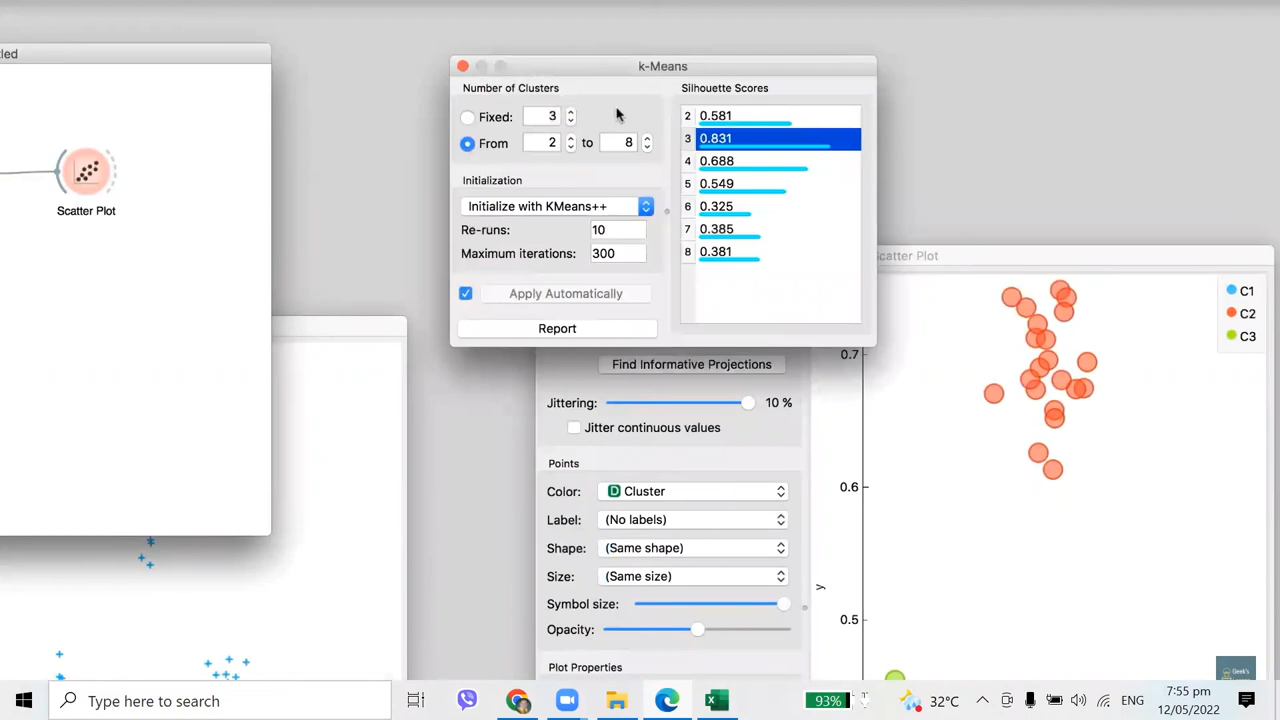 led
Scatter Plot
k-Means
Number of Clusters
Fixed: 3
From 2 to 8
Initialization
Initialize with KMeans++
Re-runs: 10
Maximum iterations: 300
Apply Automatically
Report
Silhouette Scores
2 0.581
3 0.831
4 0.688
5 0.549
6 0.325
7 0.385
8 0.381
Scatter Plot
C1
C2
C3
0.7
0.6
0.5
y
Find Informative Projections
Jittering: 10 %
Jitter continuous values
Points
Color: D Cluster
Label: (No labels)
Shape: (Same shape)
Size: (Same size)
Symbol size:
Opacity:
Plot Properties
Geek's
Type here to search
93%
32°C
ENG
7:55 pm
12/05/2022